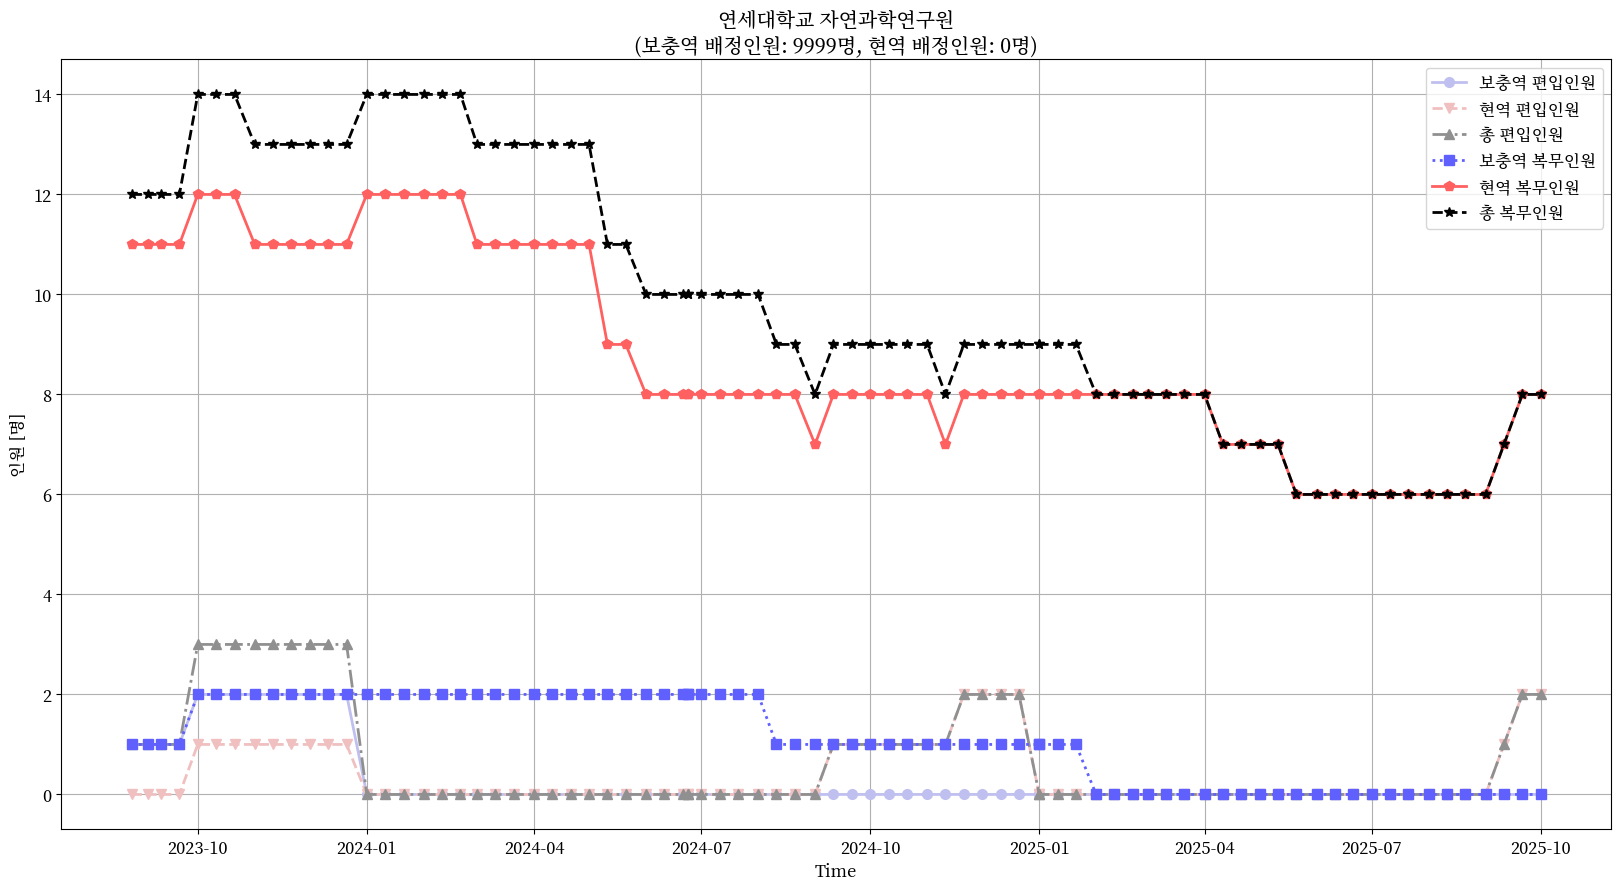 연세대학교 자연과학연구원
(보충역 배정인원: 9999명, 현역 배정인원: 0명)
보충역 편입인원
현역 편입인원
총 편입인원
보충역 복무인원
현역 복무인원
총 복무인원
인원 [명]
14
12
10
8
6
4
2
0
2023-10
2024-01
2024-04
2024-07
2024-10
2025-01
2025-04
2025-07
2025-10
Time